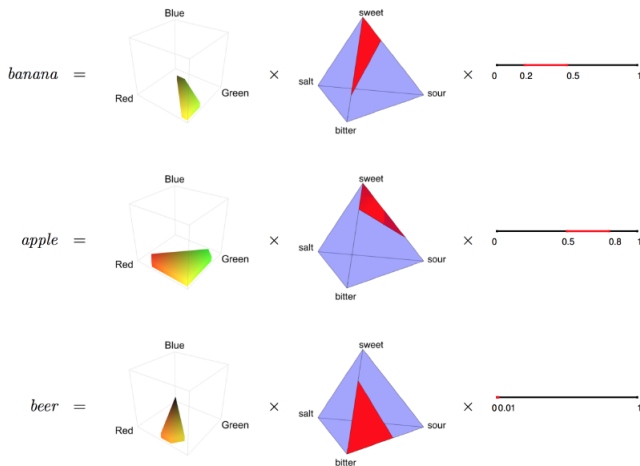 Blue
sweet
banana = × × 
salt
sour
Red
Green
bitter
0 0.2 0.5 1
Blue
sweet
apple = × ×
salt
sour
Red
Green
bitter
0 0.5 0.8 1
Blue
sweet
beer = × ×
salt
sour
Red
Green
bitter
0 0.01 1